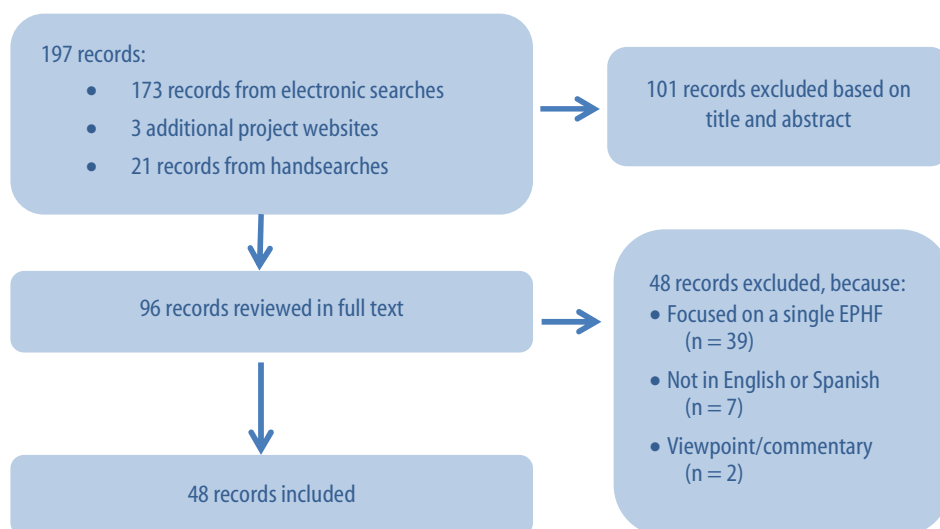 197 records:
• 173 records from electronic searches
• 3 additional project websites
• 21 records from handsearches
101 records excluded based on
title and abstract
96 records reviewed in full text
48 records excluded, because:
• Focused on a single EPHF
(n = 39)
• Not in English or Spanish
(n = 7)
• Viewpoint/commentary
(n = 2)
48 records included